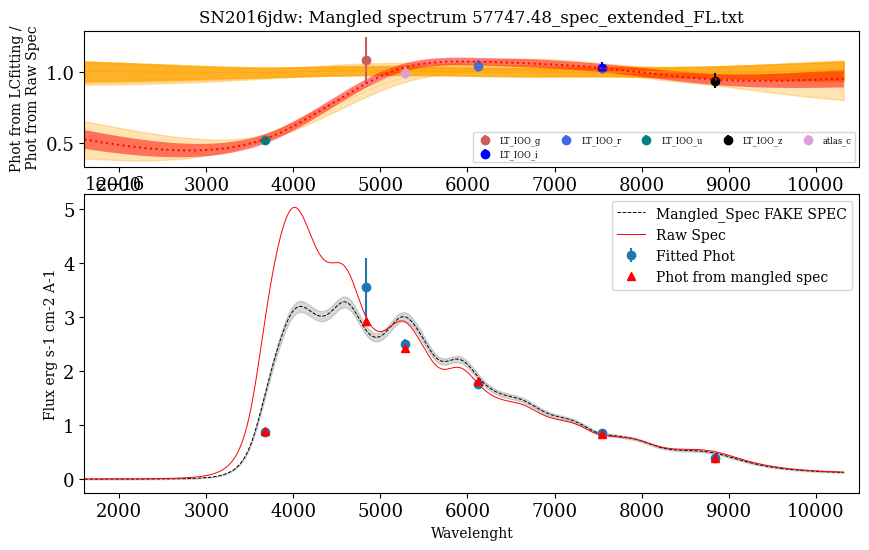 SN2016jdw: Mangled spectrum 57747.48_spec_extended_FL.txt
Phot from LCfitting /
Phot from Raw Spec
1.0
0.5
LT_IOO_g
LT_IOO_r
LT_IOO_u
LT_IOO_z
atlas_c
LT_IOO_i
2000 3000 4000 5000 6000 7000 8000 9000 10000
1e−16
Flux erg s-1 cm-2 A-1
5
4
3
2
1
0
Mangled_Spec FAKE SPEC
Raw Spec
Fitted Phot
Phot from mangled spec
2000 3000 4000 5000 6000 7000 8000 9000 10000
Wavelenght